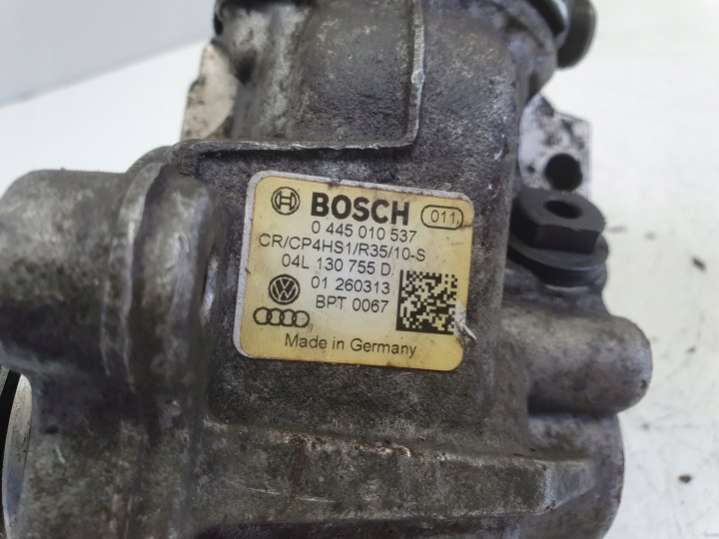 BOSCH 011
0 445 010 537
CR/CP4HS1/R35/10-S
04L 130 755 D
01 260313
BPT 0067
Made in Germany